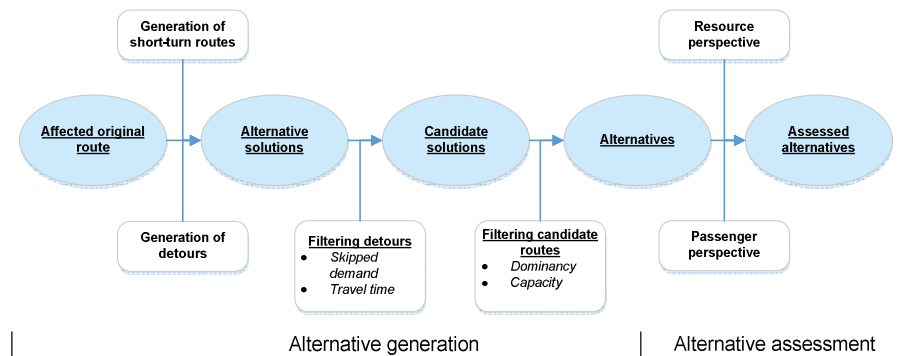 Generation of
short-turn routes
Resource
perspective
Affected original
route
Alternative
solutions
Candidate
solutions
Alternatives
Assessed
alternatives
Generation of
detours
Filtering detours
• Skipped
demand
• Travel time
Filtering candidate
routes
• Dominancy
• Capacity
Passenger
perspective
Alternative generation
Alternative assessment